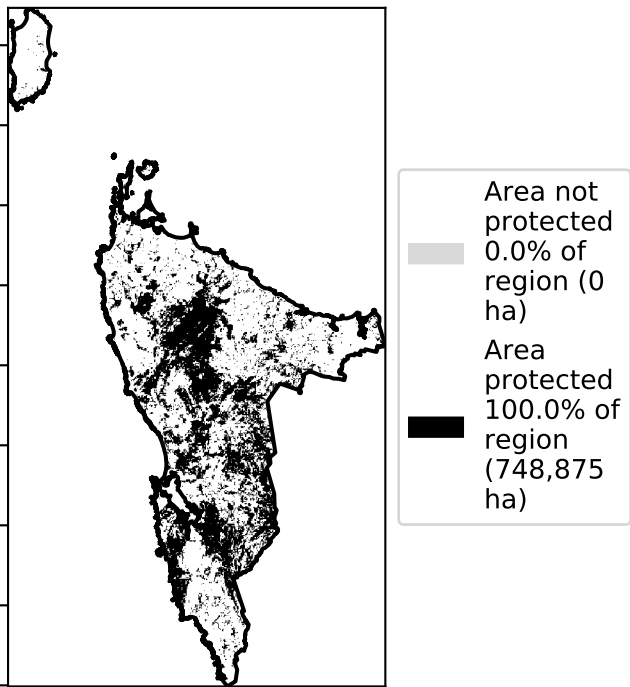 Area not
protected
0.0% of
region (0
ha)
Area
protected
100.0% of
region
(748,875
ha)